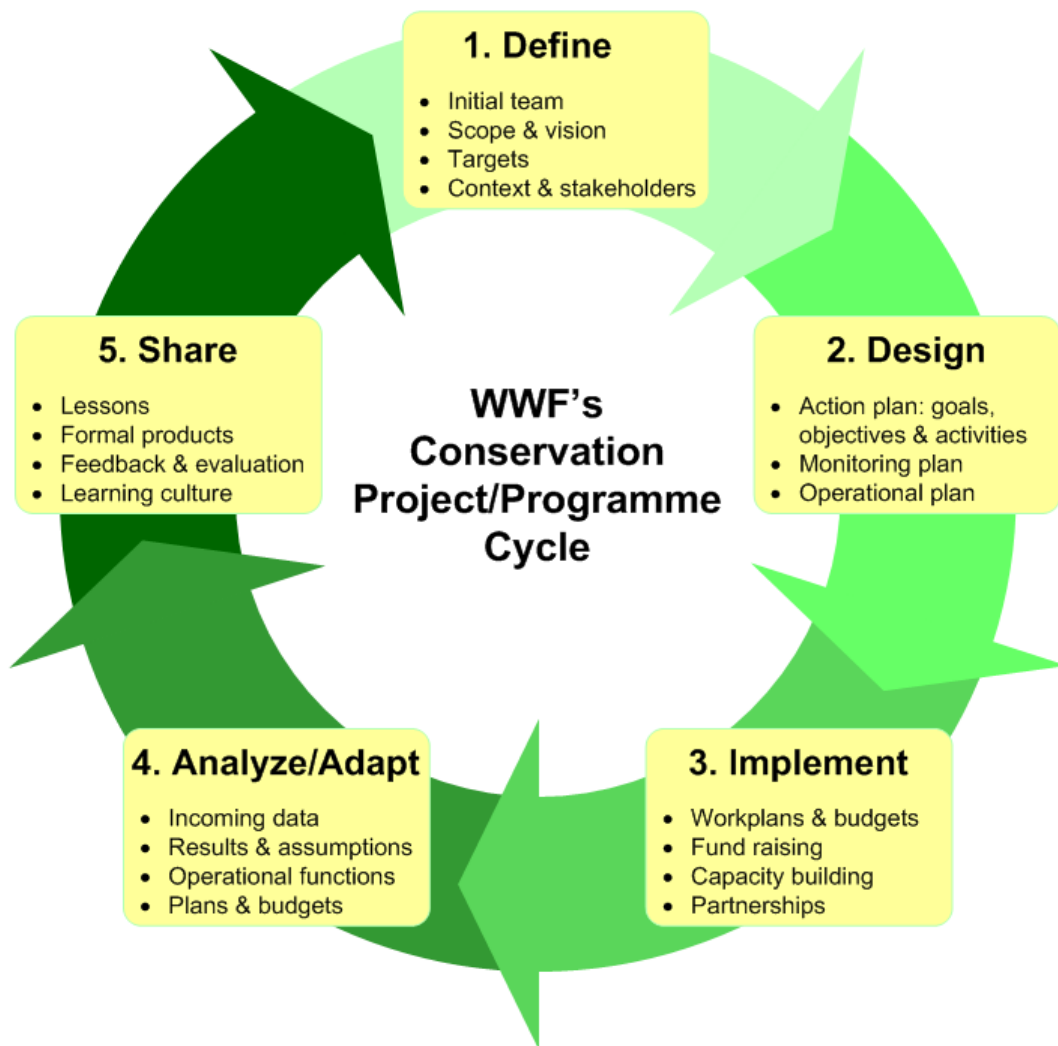 1. Define
• Initial team
• Scope & vision
• Targets
• Context & stakeholders
2. Design
• Action plan: goals,
objectives & activities
• Monitoring plan
• Operational plan
3. Implement
• Workplans & budgets
• Fund raising
• Capacity building
• Partnerships
4. Analyze/Adapt
• Incoming data
• Results & assumptions
• Operational functions
• Plans & budgets
5. Share
• Lessons
• Formal products
• Feedback & evaluation
• Learning culture
WWF’s
Conservation
Project/Programme
Cycle